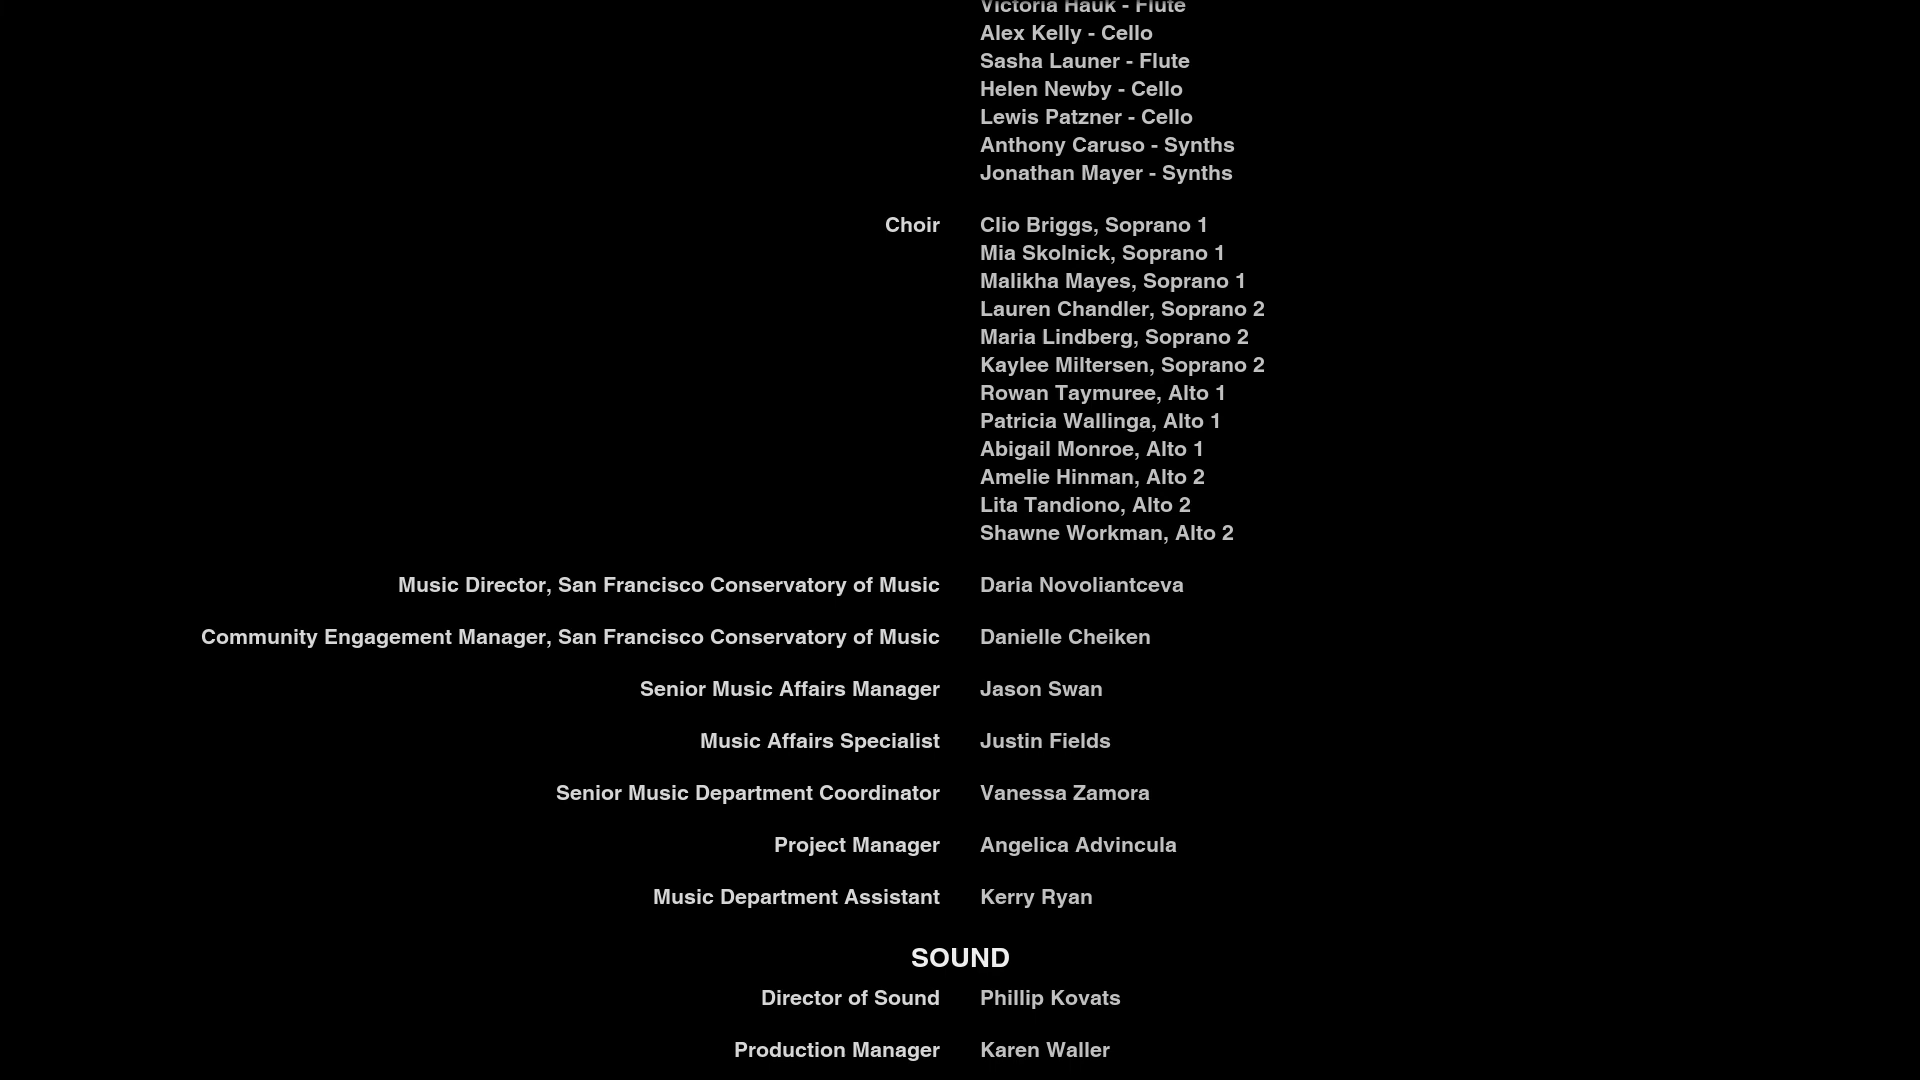 Victoria Hauk - Flute
Alex Kelly - Cello
Sasha Launer - Flute
Helen Newby - Cello
Lewis Patzner - Cello
Anthony Caruso - Synths
Jonathan Mayer - Synths
Choir Clio Briggs, Soprano 1
Mia Skolnick, Soprano 1
Malikha Mayes, Soprano 1
Lauren Chandler, Soprano 2
Maria Lindberg, Soprano 2
Kaylee Miltersen, Soprano 2
Rowan Taymuree, Alto 1
Patricia Wallinga, Alto 1
Abigail Monroe, Alto 1
Amelie Hinman, Alto 2
Lita Tandiono, Alto 2
Shawne Workman, Alto 2
Music Director, San Francisco Conservatory of Music Daria Novoliantceva
Community Engagement Manager, San Francisco Conservatory of Music Danielle Cheiken
Senior Music Affairs Manager Jason Swan
Music Affairs Specialist Justin Fields
Senior Music Department Coordinator Vanessa Zamora
Project Manager Angelica Advincula
Music Department Assistant Kerry Ryan
SOUND
Director of Sound Phillip Kovats
Production Manager Karen Waller